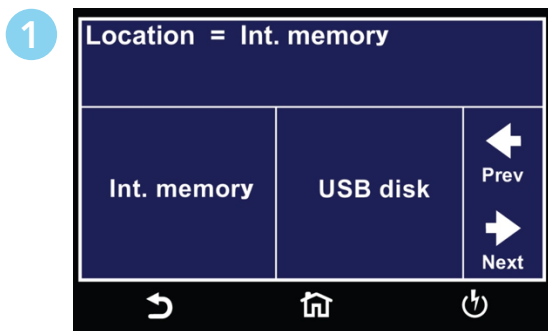 1
Location = Int. memory
Int. memory
USB disk
Prev
Next